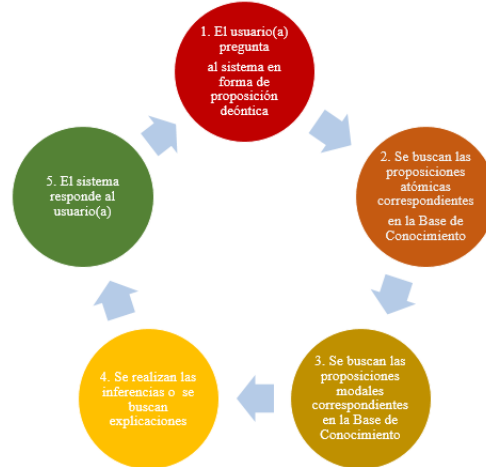 1. El usuario(a)
pregunta
al sistema en
forma de
proposición
deóntica
2. Se buscan las
proposiciones
atómicas
correspondientes
en la Base de
Conocimiento
3. Se buscan las
proposiciones
modales
correspondientes
en la Base de
Conocimiento
4. Se realizan las
inferencias o se
buscan
explicaciones
5. El sistema
responde al
usuario(a)